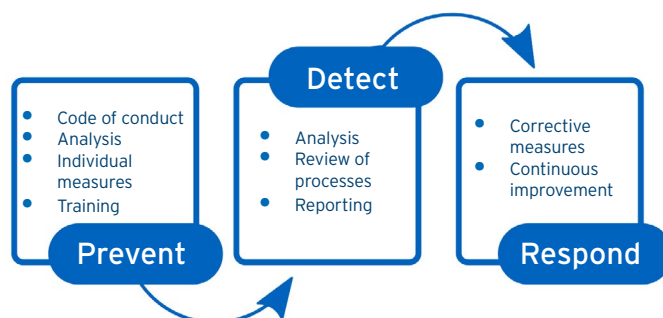 • Code of conduct
• Analysis
• Individual
measures
• Training
Prevent
Detect
• Analysis
• Review of
processes
• Reporting
• Corrective
measures
• Continuous
improvement
Respond